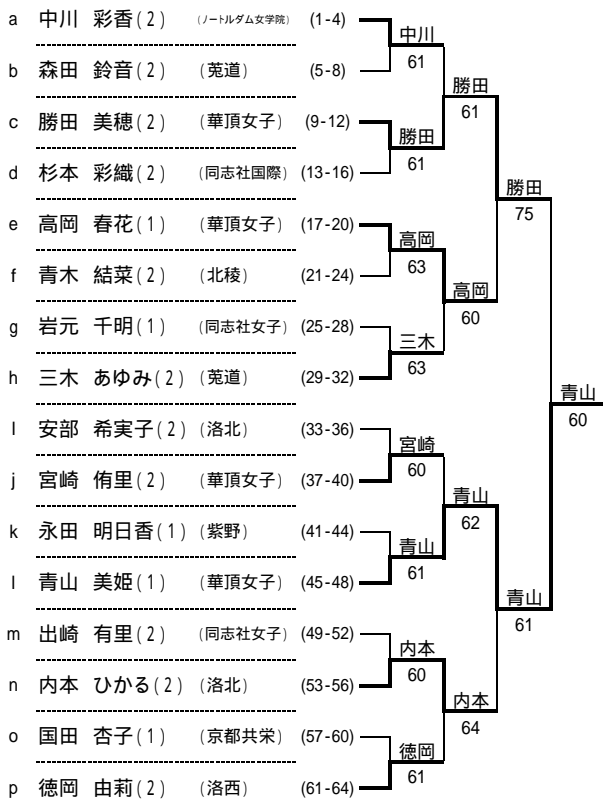 a 中川 彩香(2) (ノートルダム女学院) (1-4)
中川
b 森田 鈴音(2) (莵道) (5-8)
61
勝田
c 勝田 美穂(2) (華頂女子) (9-12)
61
勝田
d 杉本 彩織(2) (同志社国際) (13-16)
61
勝田
e 高岡 春花(1) (華頂女子) (17-20)
75
高岡
f 青木 結菜(2) (北稜) (21-24)
63
高岡
g 岩元 千明(1) (同志社女子) (25-28)
60
三木
h 三木 あゆみ(2) (莵道) (29-32)
63
青山
l 安部 希実子(2) (洛北) (33-36)
60
宮崎
j 宮崎 侑里(2) (華頂女子) (37-40)
60
青山
k 永田 明日香(1) (紫野) (41-44)
62
青山
l 青山 美姫(1) (華頂女子) (45-48)
61
青山
m 出崎 有里(2) (同志社女子) (49-52)
61
内本
n 内本 ひかる(2) (洛北) (53-56)
60
内本
o 国田 杏子(1) (京都共栄) (57-60)
64
徳岡
p 徳岡 由莉(2) (洛西) (61-64)
61